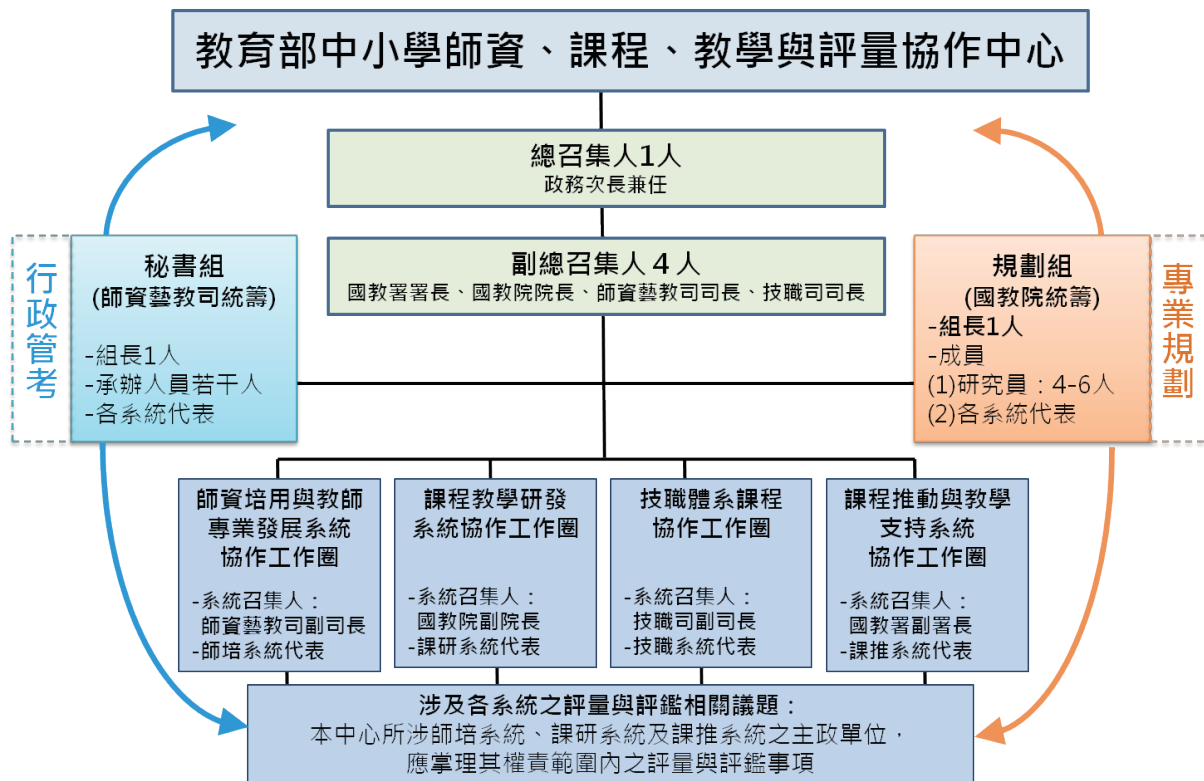 教育部中小學師資、課程、教學與評量協作中心
總召集人1人
政務次長兼任
副總召集人４人
國教署署長、國教院院長、師資藝教司司長、技職司司長
行政管考
秘書組
(師資藝教司統籌)
-組長1人
-承辦人員若干人
-各系統代表
規劃組
(國教院統籌)
-組長1人
-成員
(1)研究員：4-6人
(2)各系統代表
專業規劃
師資培用與教師
專業發展系統
協作工作圈
-系統召集人：
師資藝教司副司長
-師培系統代表
課程教學研發
系統協作工作圈
-系統召集人：
國教院副院長
-課研系統代表
技職體系課程
協作工作圈
-系統召集人：
技職司副司長
-技職系統代表
課程推動與教學
支持系統
協作工作圈
-系統召集人：
國教署副署長
-課推系統代表
涉及各系統之評量與評鑑相關議題：
本中心所涉師培系統、課研系統及課推系統之主政單位，
應掌理其權責範圍內之評量與評鑑事項